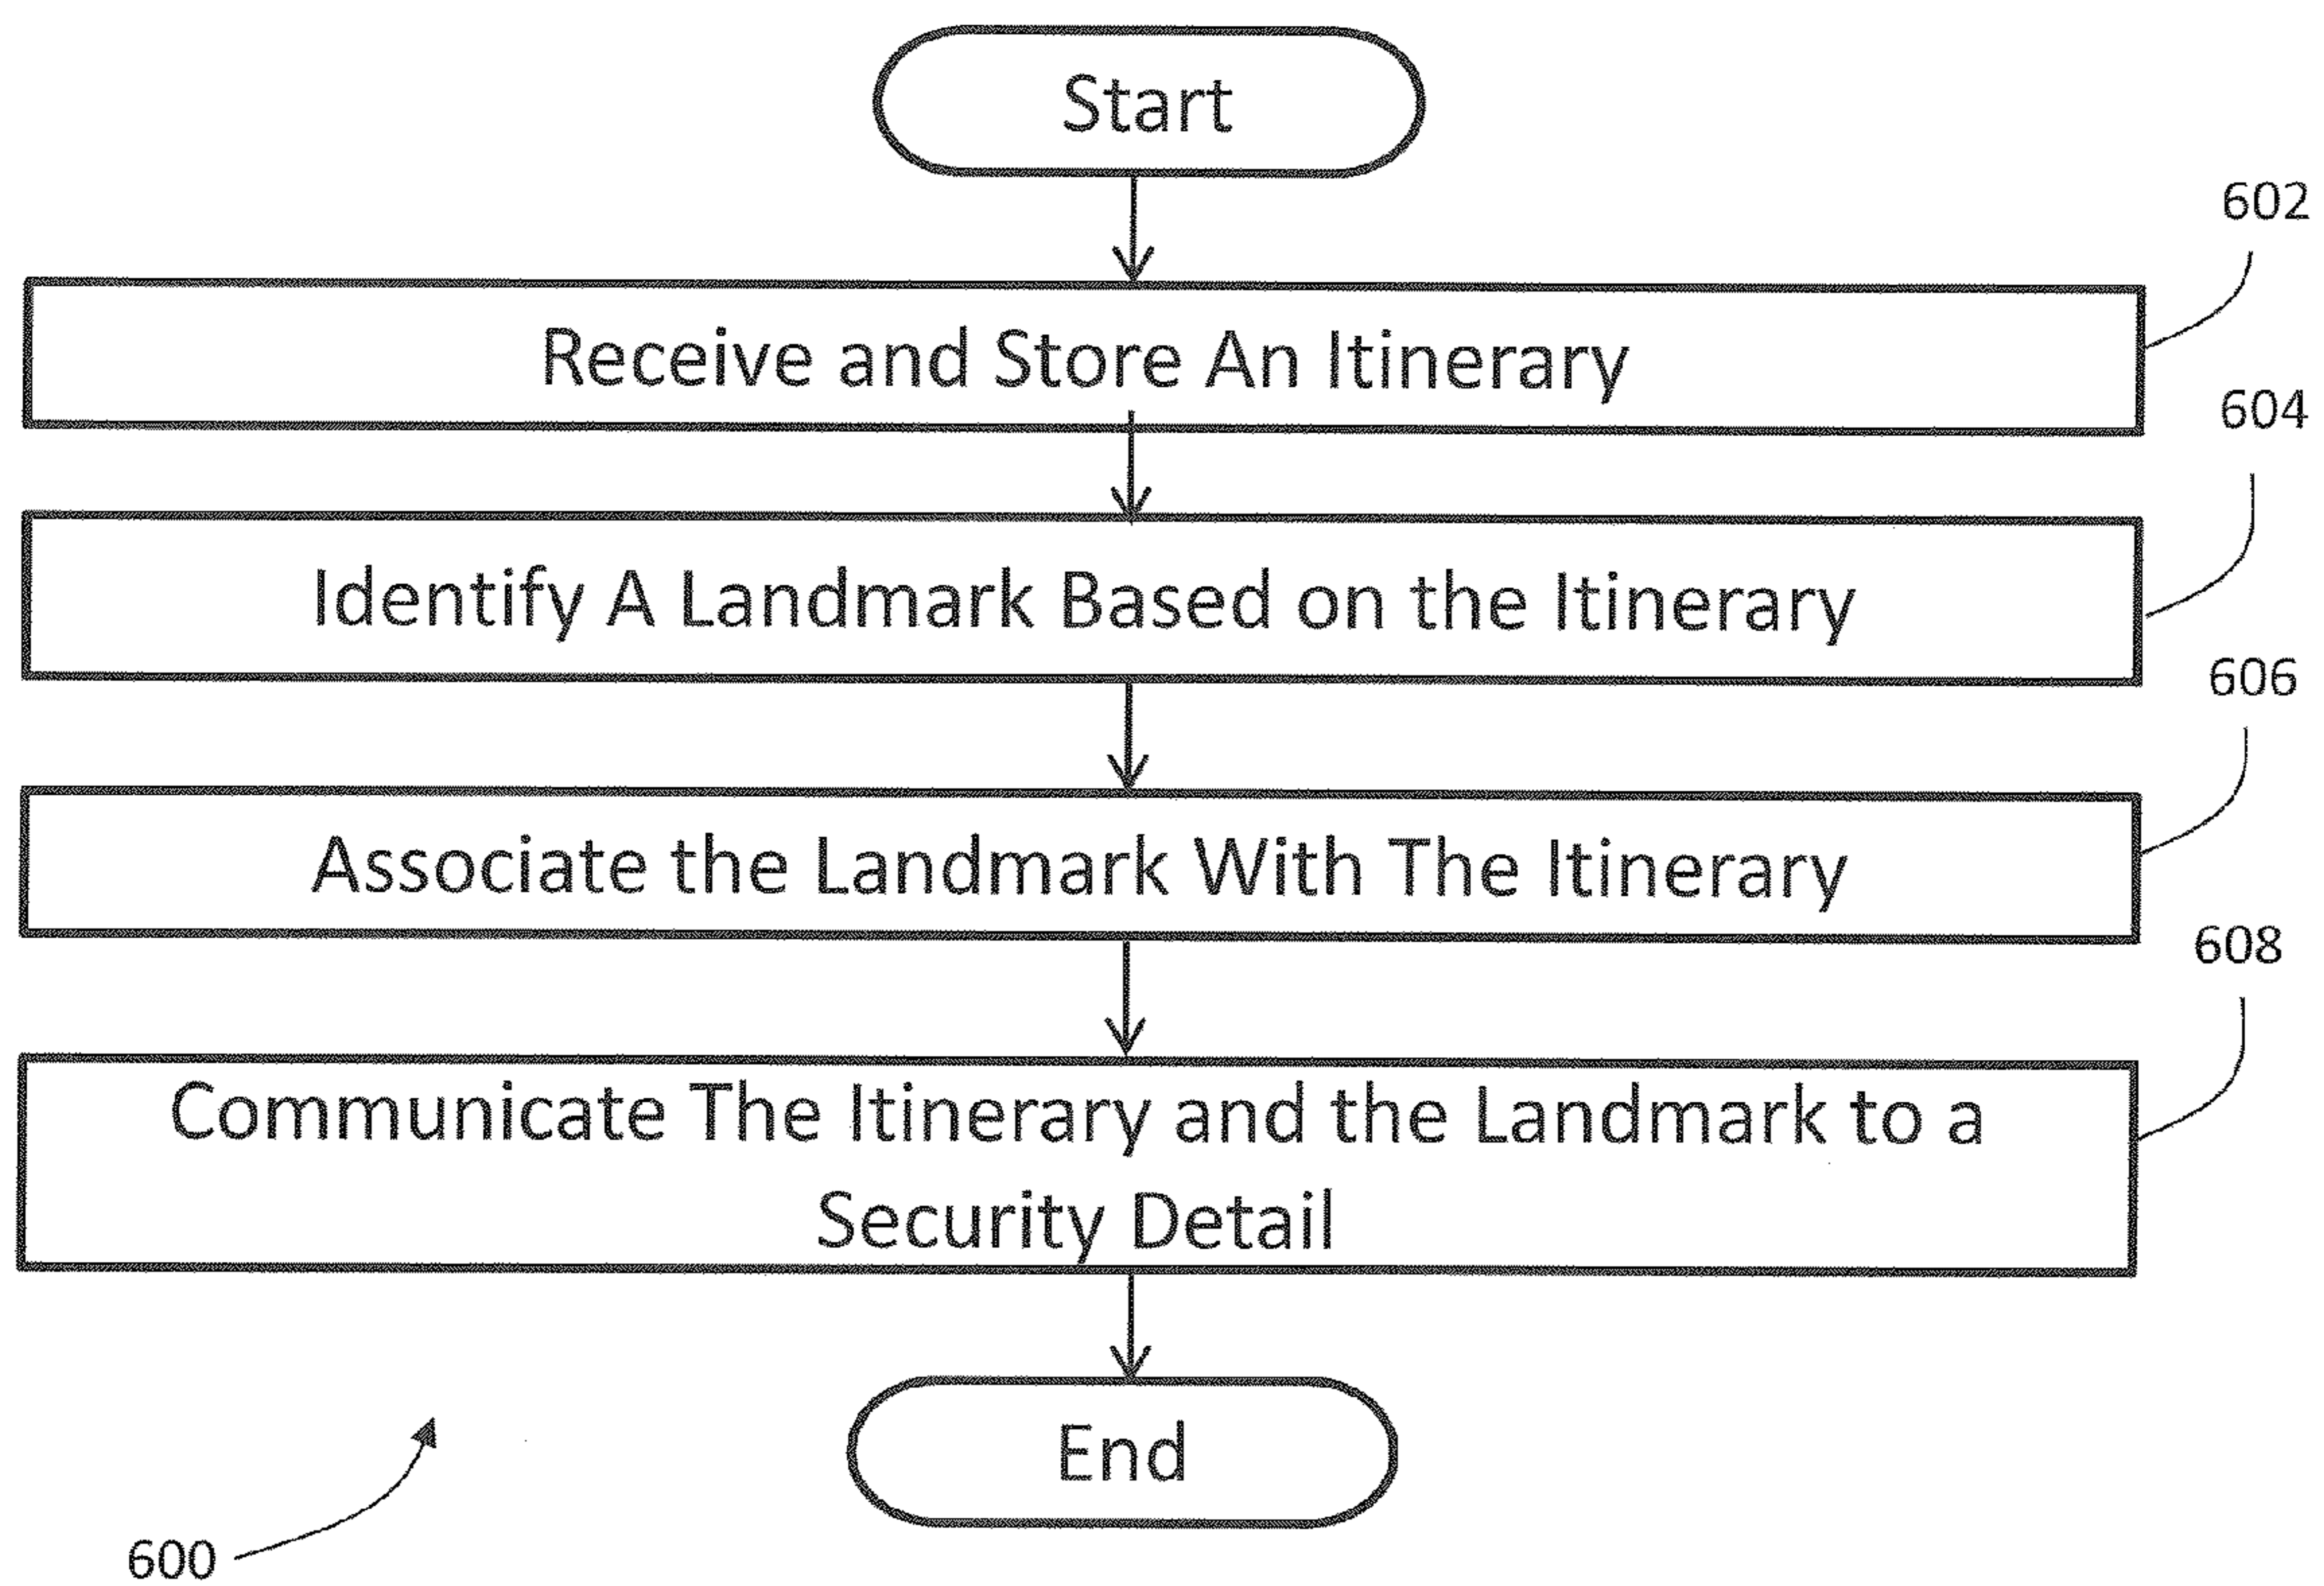 Start
602
Receive and Store An Itinerary
604
Identify A Landmark Based on the Itinerary
606
Associate the Landmark With The Itinerary
608
Communicate The Itinerary and the Landmark to a
Security Detail
End
600